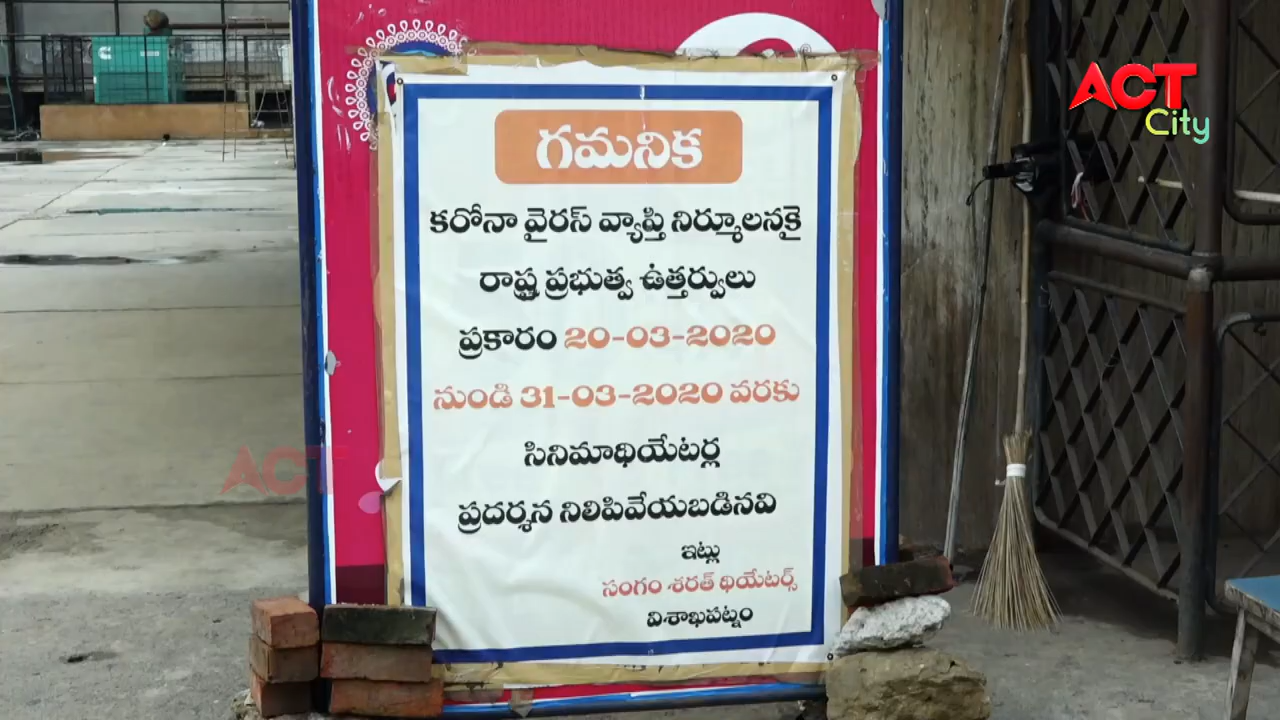 ACT
City
గమనిక
కరోనా వైరస్ వ్యాప్తి నిర్మూలనకై
రాష్ట్ర ప్రభుత్వ ఉత్తర్వులు
ప్రకారం 20-03-2020
నుండి 31-03-2020 వరకు
సినిమాథియేటర్ల
ప్రదర్శన నిలిపివేయబడినవి
ఇట్లు
సంగం శరత్ థియేటర్స్
విశాఖపట్నం
ACT